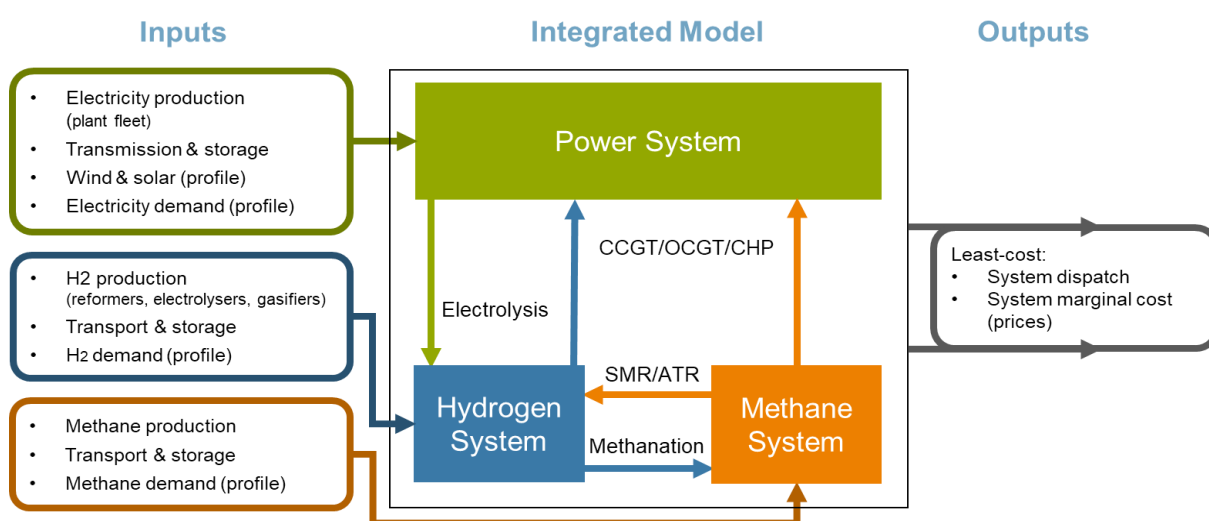 Inputs
Integrated Model
Outputs
• Electricity production
(plant fleet)
• Transmission & storage
• Wind & solar (profile)
• Electricity demand (profile)
• H2 production
(reformers, electrolysers, gasifiers)
• Transport & storage
• H2 demand (profile)
• Methane production
• Transport & storage
• Methane demand (profile)
Power System
CCGT/OCGT/CHP
Electrolysis
SMR/ATR
Hydrogen
System
Methanation
Methane
System
Least-cost:
• System dispatch
• System marginal cost
(prices)